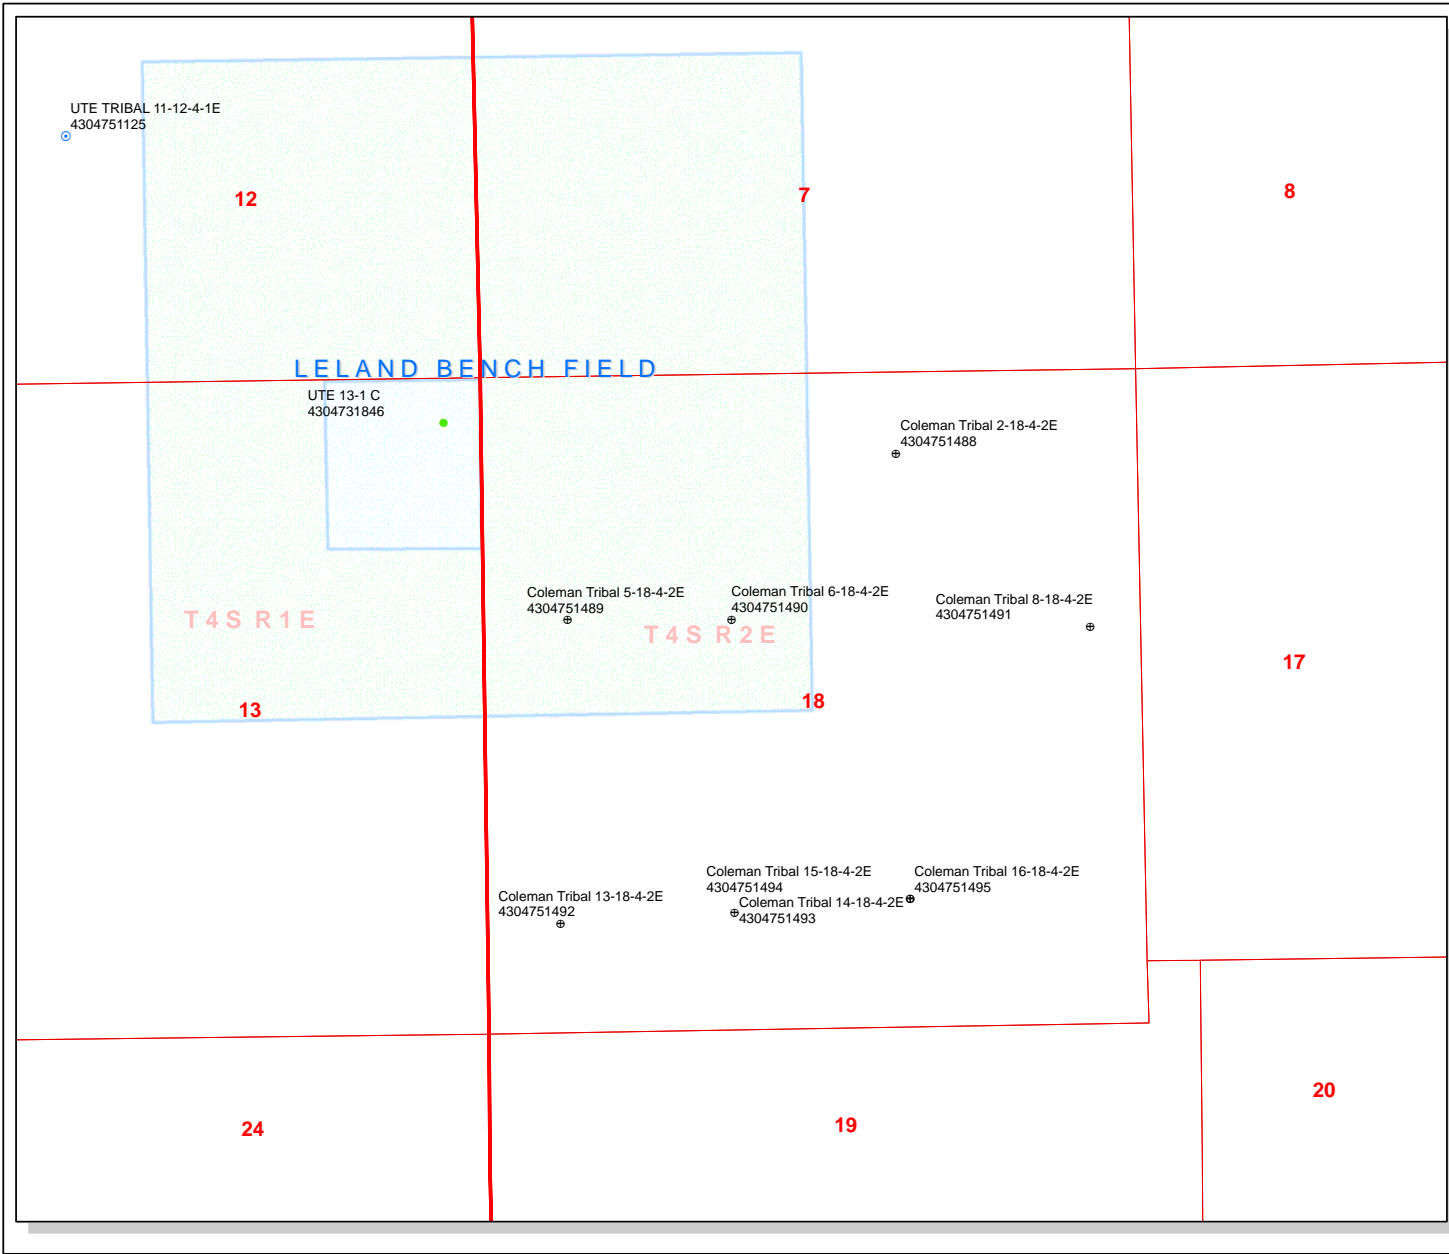 UTE TRIBAL 11-12-4-1E
4304751125
12
7
8
LELAND BENCH FIELD
UTE 13-1 C
4304731846
Coleman Tribal 2-18-4-2E
4304751488
Coleman Tribal 5-18-4-2E
4304751489
Coleman Tribal 6-18-4-2E
4304751490
Coleman Tribal 8-18-4-2E
4304751491
T4S R1E
T4S R2E
17
13
18
Coleman Tribal 13-18-4-2E
4304751492
Coleman Tribal 15-18-4-2E
4304751494
Coleman Tribal 14-18-4-2E
4304751493
Coleman Tribal 16-18-4-2E
4304751495
24
19
20